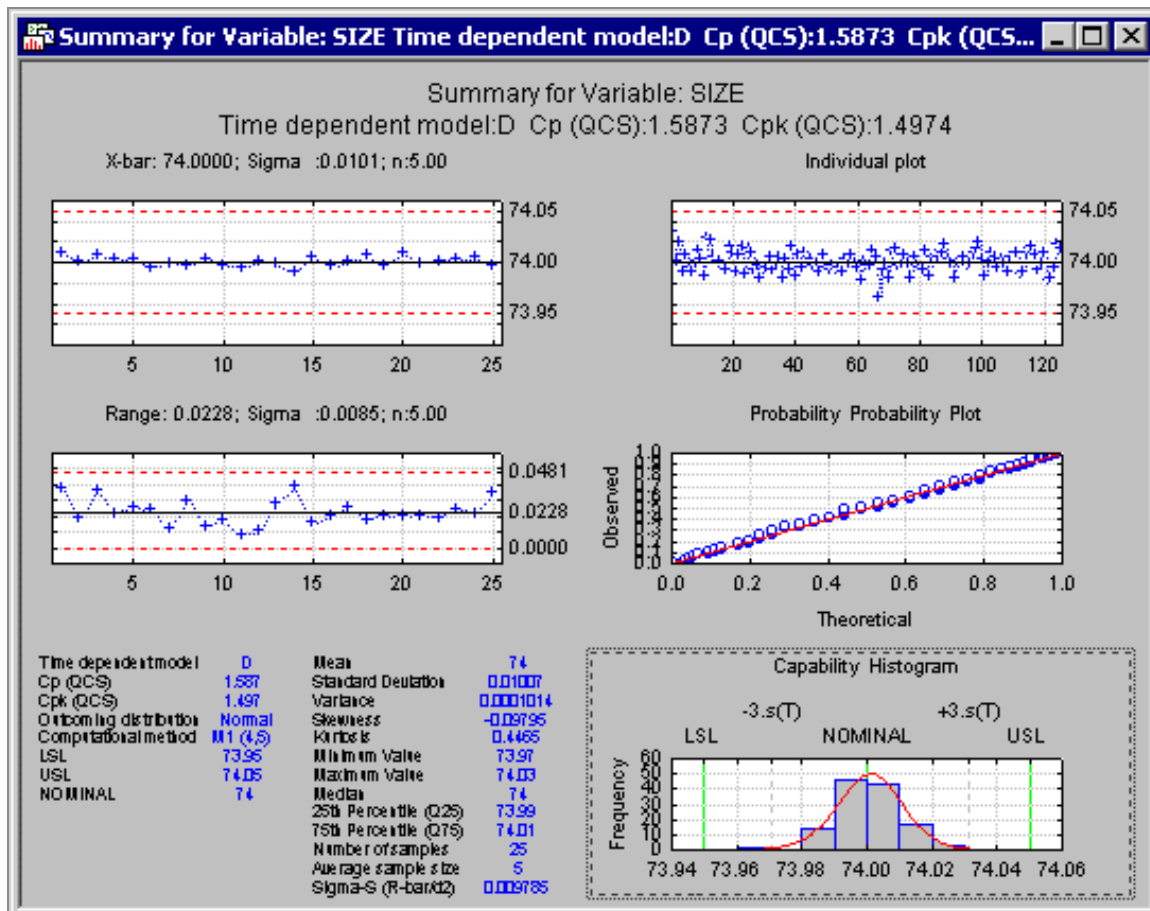 Summary for Variable: SIZE Time dependent model:D Cp (QCS):1.5873 Cpk (QCS...
Summary for Variable: SIZE
Time dependent model:D Cp (QCS):1.5873 Cpk (QCS):1.4974
X-bar: 74.0000; Sigma :0.0101; n:5.00
74.05
74.00
73.95
5 10 15 20 25
Individual plot
74.05
74.00
73.95
20 40 60 80 100 120
Range: 0.0228; Sigma :0.0085; n:5.00
0.0481
0.0228
0.0000
5 10 15 20 25
Probability Probability Plot
Observed
0.0 0.2 0.4 0.6 0.8 1.0
Theoretical
Time dependent model D
Cp (QCS) 1.587
Cpk (QCS) 1.497
Outcoming distribution Normal
Computational method M1 (4,5)
LSL 73.95
USL 74.05
NOMINAL 74
Mean 74
Standard Deviation 0.01007
Variance 0.0001014
Skewness -0.09795
Kurtosis 0.4465
Minimum Value 73.97
Maximum Value 74.03
Median 74
25th Percentile (Q25) 73.99
75th Percentile (Q75) 74.01
Number of samples 25
Average sample size 5
Sigma-S (R-bar/d2) 0.009785
Capability Histogram
-3.s(T) +3.s(T)
LSL NOMINAL USL
Frequency
60
50
40
30
20
10
0
73.94 73.96 73.98 74.00 74.02 74.04 74.06